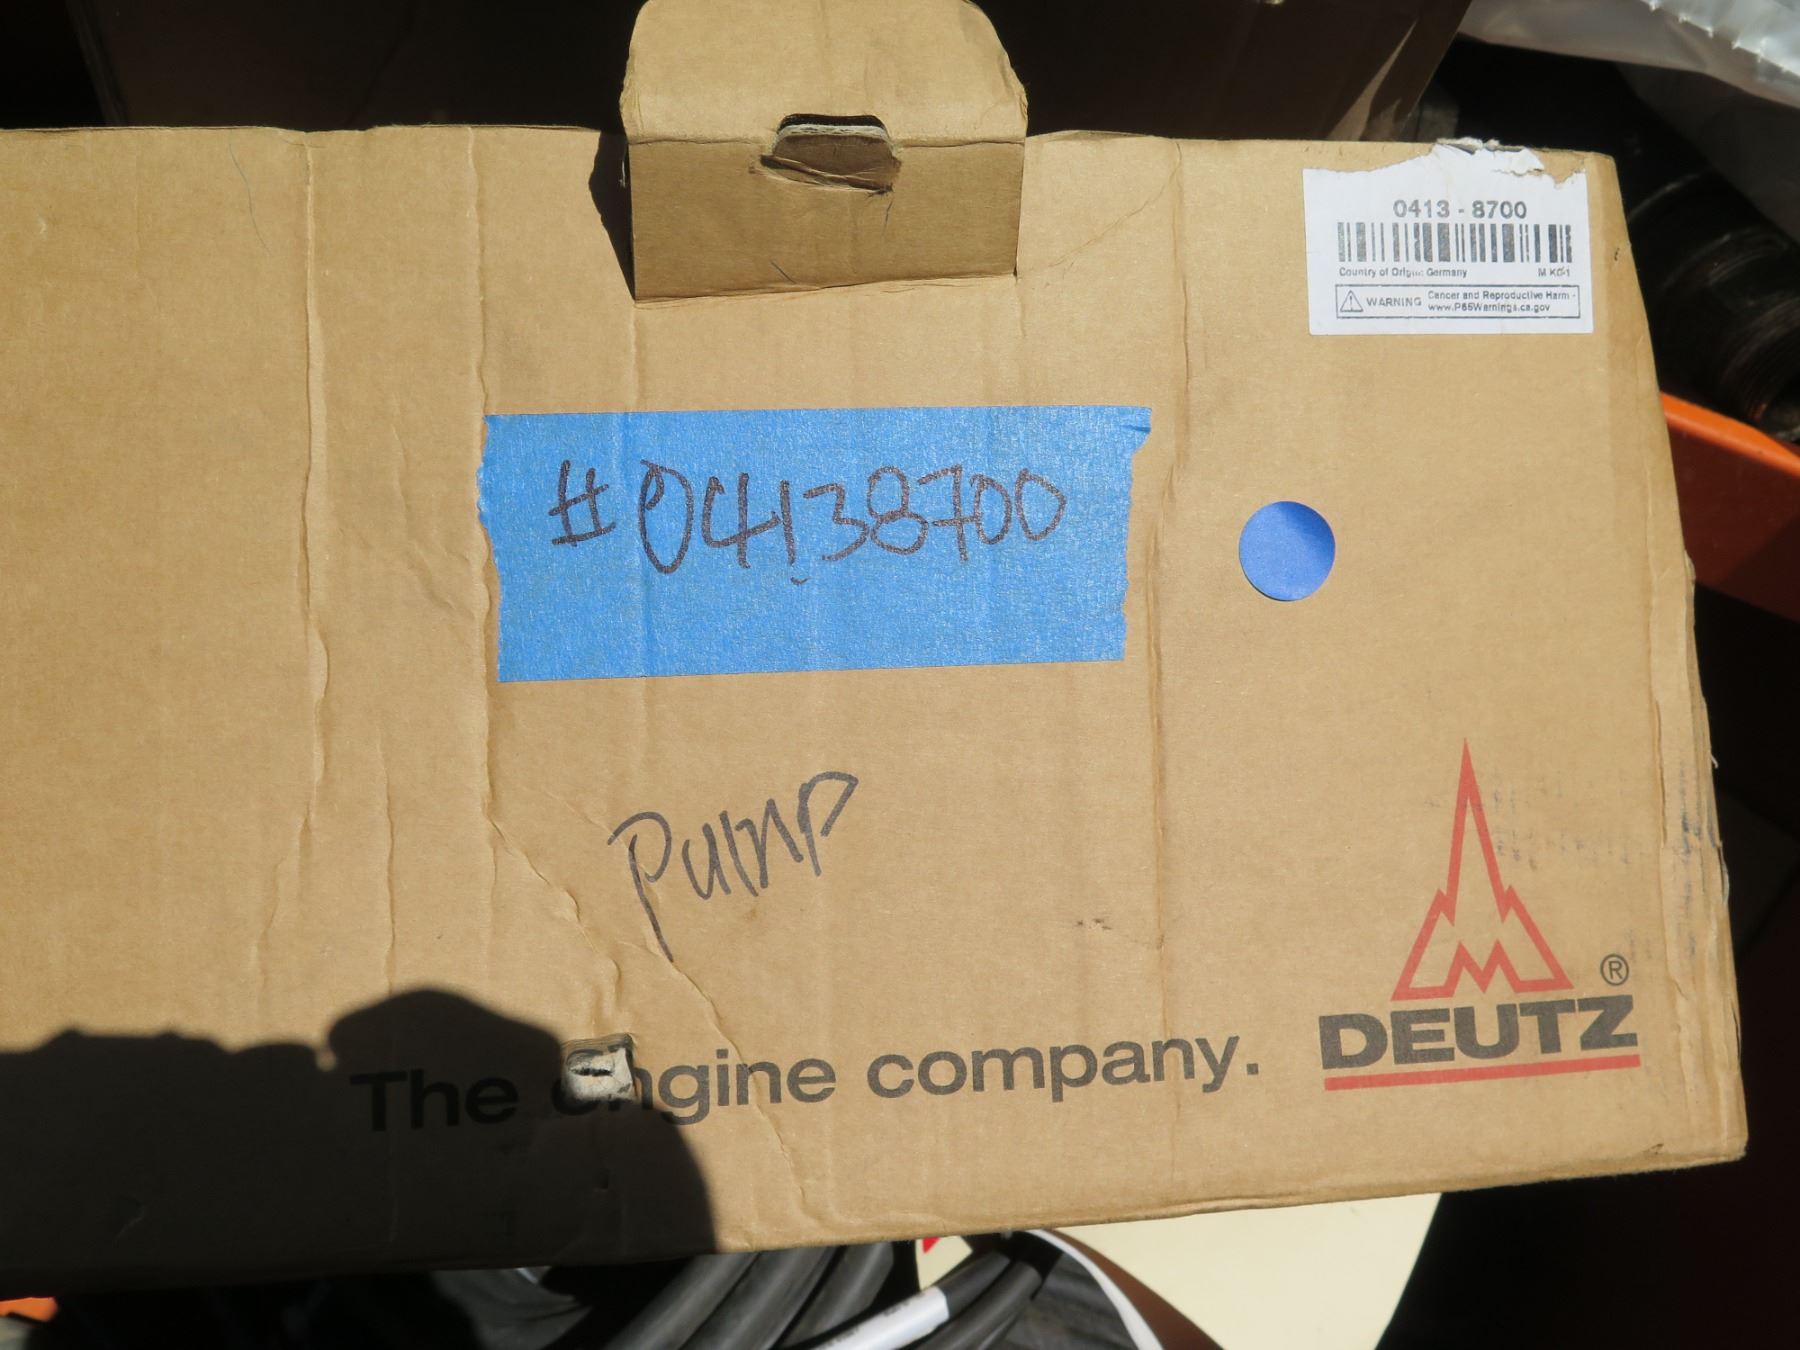 0413 - 8700
Country of Origin: Germany
WARNING Cancer and Reproductive Harm -
www.P65Warnings.ca.gov
#04138700
Pump
The engine company.
DEUTZ ®